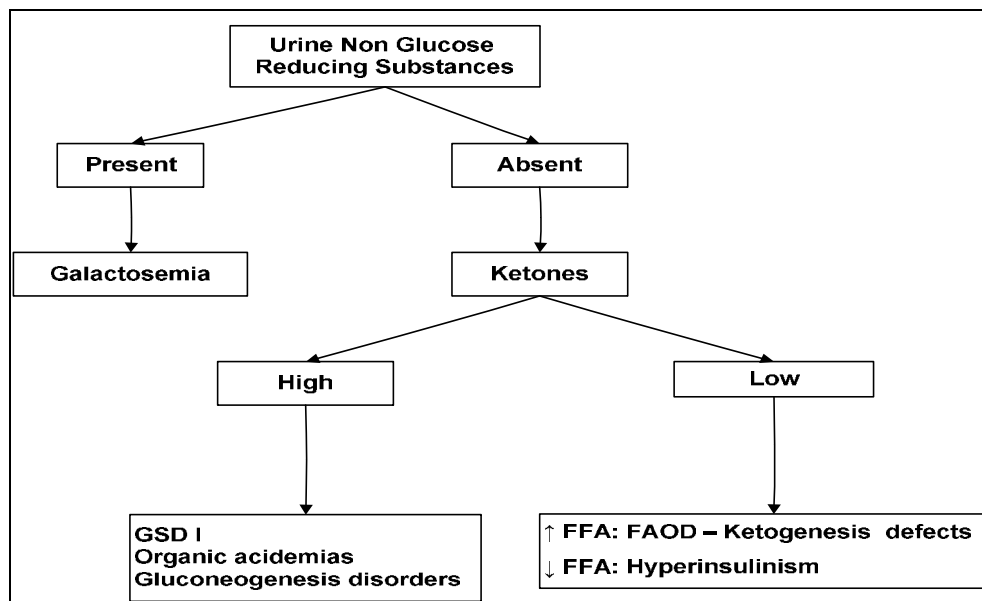 Urine Non Glucose
Reducing Substances
Present
Absent
Galactosemia
Ketones
High
Low
GSD I
Organic acidemias
Gluconeogenesis disorders
↑ FFA: FAOD – Ketogenesis defects
↓ FFA: Hyperinsulinism